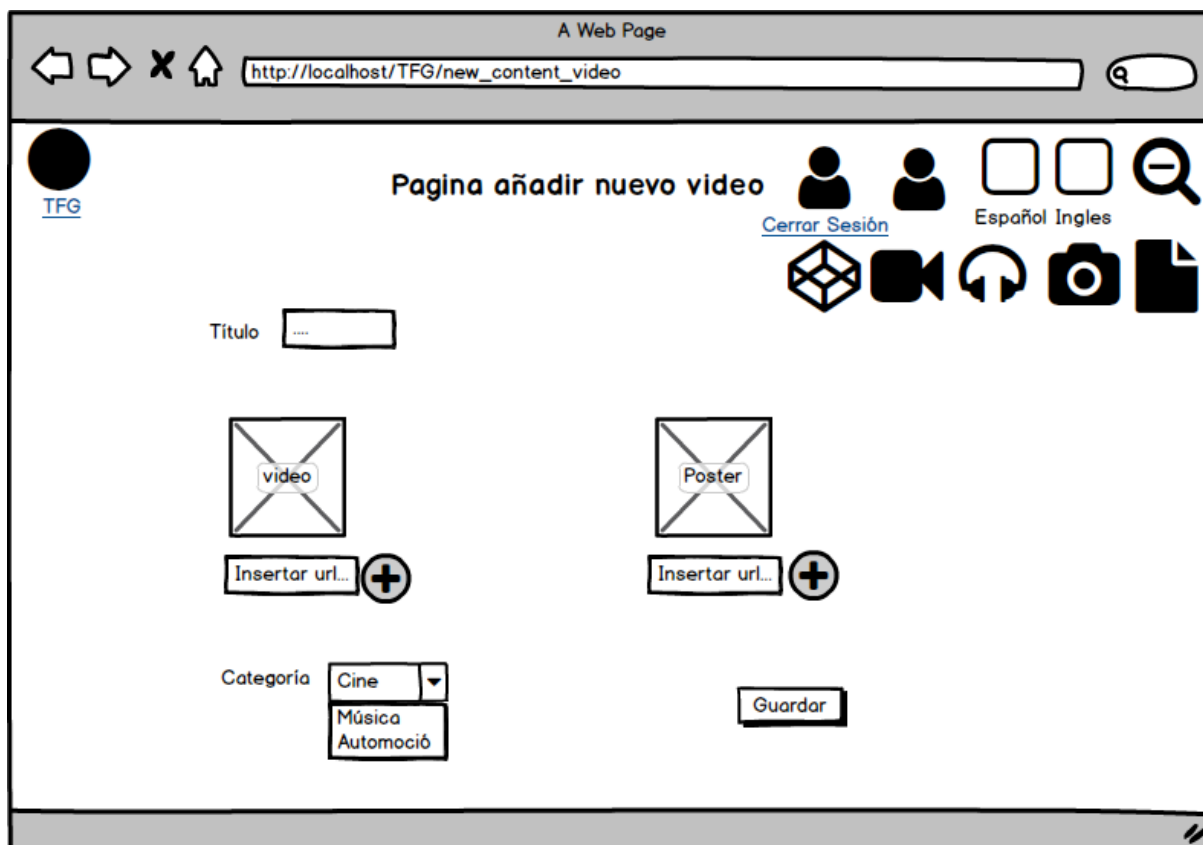 A Web Page
http://localhost/TFG/new_content_video
TFG
Pagina añadir nuevo video
Cerrar Sesión
Español Ingles
Título ....
video
Poster
Insertar url...
Insertar url...
Categoría Cine
Música
Automoció
Guardar